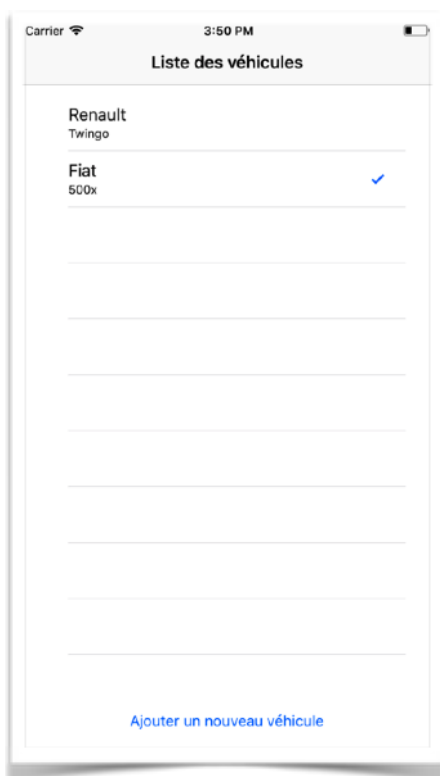 Carrier 3:50 PM
Liste des véhicules
Renault
Twingo
Fiat
500x
Ajouter un nouveau véhicule